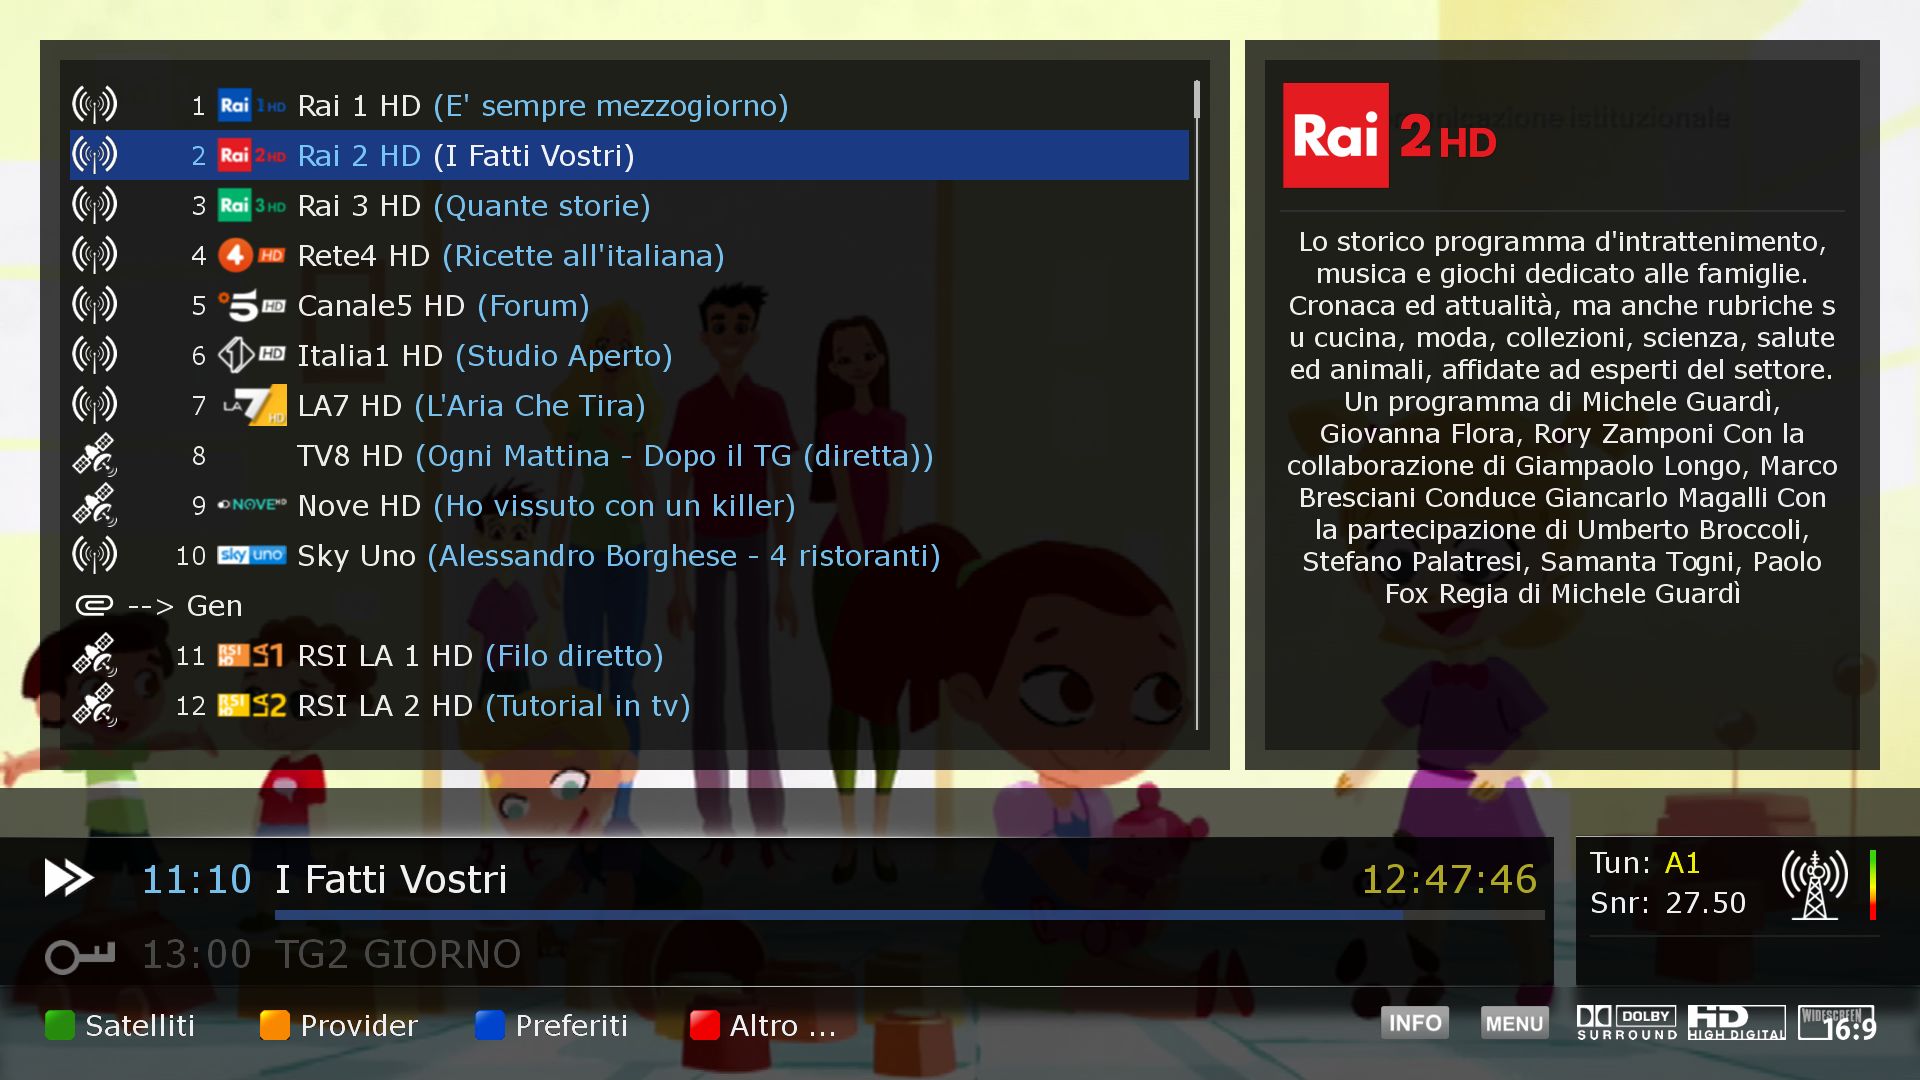 1 Rai 1 HD Rai 1 HD (E' sempre mezzogiorno)
2 Rai 2 HD Rai 2 HD (I Fatti Vostri)
3 Rai 3 HD Rai 3 HD (Quante storie)
4 4 HD Rete4 HD (Ricette all'italiana)
5 5 HD Canale5 HD (Forum)
6 1 HD Italia1 HD (Studio Aperto)
7 LA 7 HD LA7 HD (L'Aria Che Tira)
8 TV8 HD (Ogni Mattina - Dopo il TG (diretta))
9 NOVE HD Nove HD (Ho vissuto con un killer)
10 sky uno Sky Uno (Alessandro Borghese - 4 ristoranti)
--> Gen
11 RSI HD LA 1 RSI LA 1 HD (Filo diretto)
12 RSI HD LA 2 RSI LA 2 HD (Tutorial in tv)
Rai 2 HD
istituzionale
Lo storico programma d'intrattenimento,
musica e giochi dedicato alle famiglie.
Cronaca ed attualità, ma anche rubriche s
u cucina, moda, collezioni, scienza, salute
ed animali, affidate ad esperti del settore.
Un programma di Michele Guardì,
Giovanna Flora, Rory Zamponi Con la
collaborazione di Giampaolo Longo, Marco
Bresciani Conduce Giancarlo Magalli Con
la partecipazione di Umberto Broccoli,
Stefano Palatresi, Samanta Togni, Paolo
Fox Regia di Michele Guardì
11:10 I Fatti Vostri 12:47:46
13:00 TG2 GIORNO
Tun: A1
Snr: 27.50
Satelliti Provider Preferiti Altro ...
INFO MENU
DOLBY
SURROUND
HD
HIGH DIGITAL
WIDESCREEN
16:9